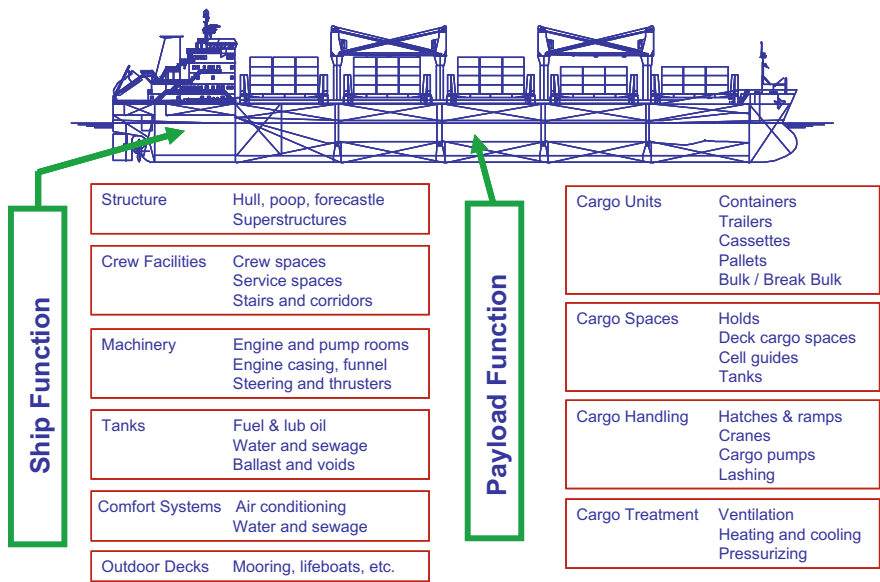 Ship Function
Structure Hull, poop, forecastle
Superstructures
Crew Facilities Crew spaces
Service spaces
Stairs and corridors
Machinery Engine and pump rooms
Engine casing, funnel
Steering and thrusters
Tanks Fuel & lub oil
Water and sewage
Ballast and voids
Comfort Systems Air conditioning
Water and sewage
Outdoor Decks Mooring, lifeboats, etc.
Payload Function
Cargo Units Containers
Trailers
Cassettes
Pallets
Bulk / Break Bulk
Cargo Spaces Holds
Deck cargo spaces
Cell guides
Tanks
Cargo Handling Hatches & ramps
Cranes
Cargo pumps
Lashing
Cargo Treatment Ventilation
Heating and cooling
Pressurizing